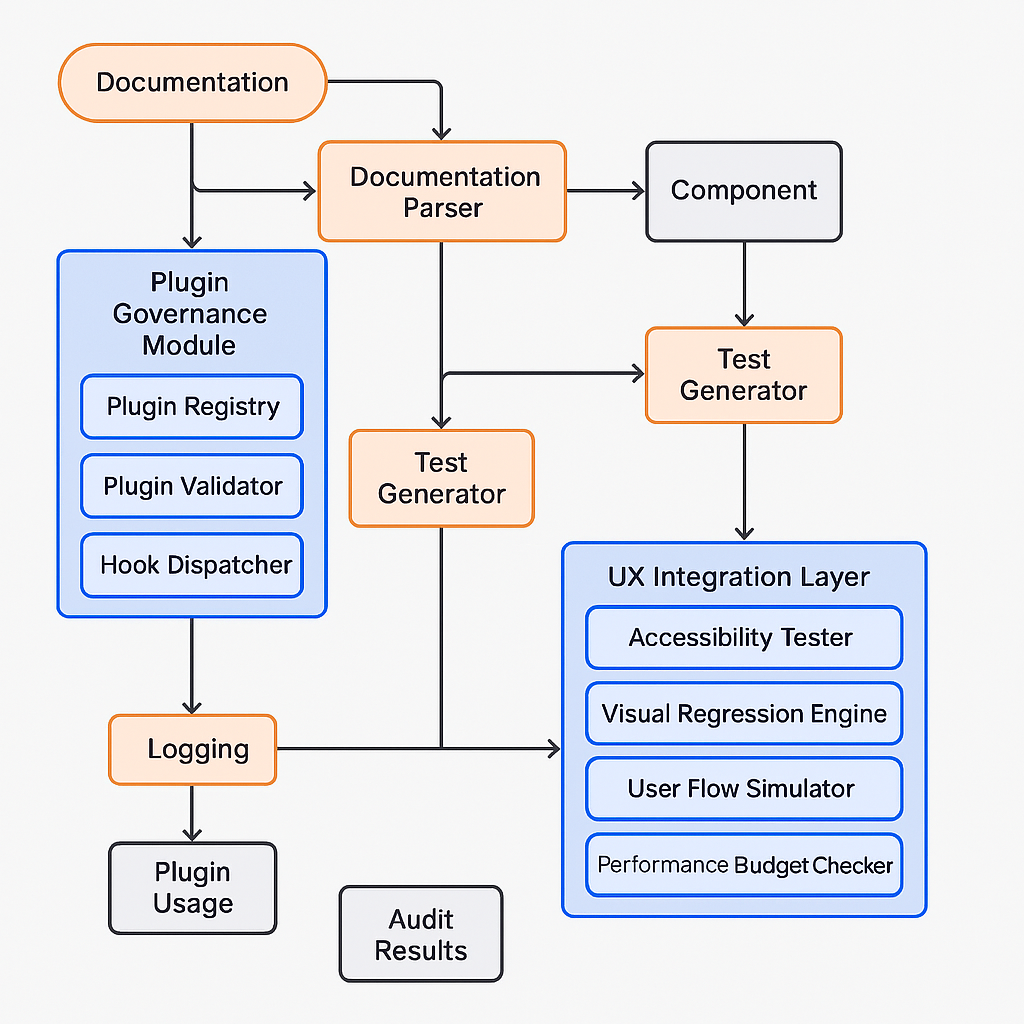 Documentation
Documentation
Parser
Component
Plugin
Governance
Module
Plugin Registry
Plugin Validator
Hook Dispatcher
Test
Generator
Test
Generator
UX Integration Layer
Accessibility Tester
Visual Regression Engine
User Flow Simulator
Performance Budget Checker
Logging
Plugin
Usage
Audit
Results